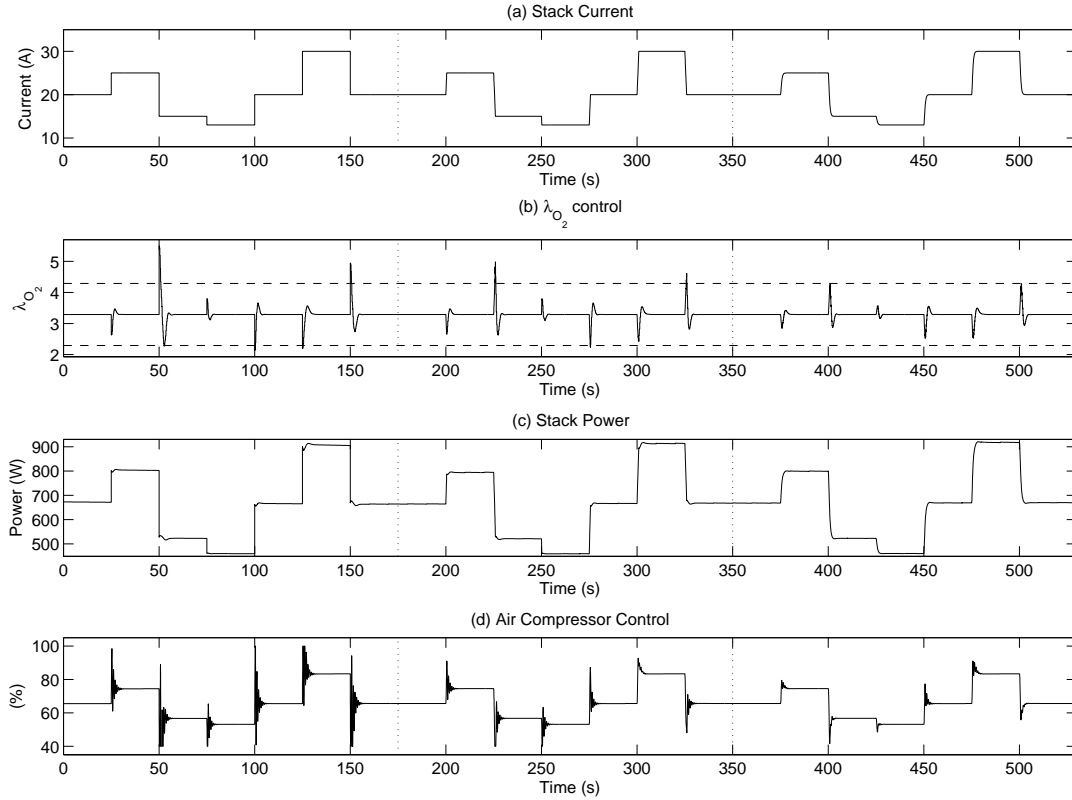 (a) Stack Current
Current (A)
30
20
10
0 50 100 150 200 250 300 350 400 450 500
Time (s)
(b) λO2 control
λO2
5
4
3
2
0 50 100 150 200 250 300 350 400 450 500
Time (s)
(c) Stack Power
Power (W)
900
800
700
600
500
0 50 100 150 200 250 300 350 400 450 500
Time (s)
(d) Air Compressor Control
(%)
100
80
60
40
0 50 100 150 200 250 300 350 400 450 500
Time (s)